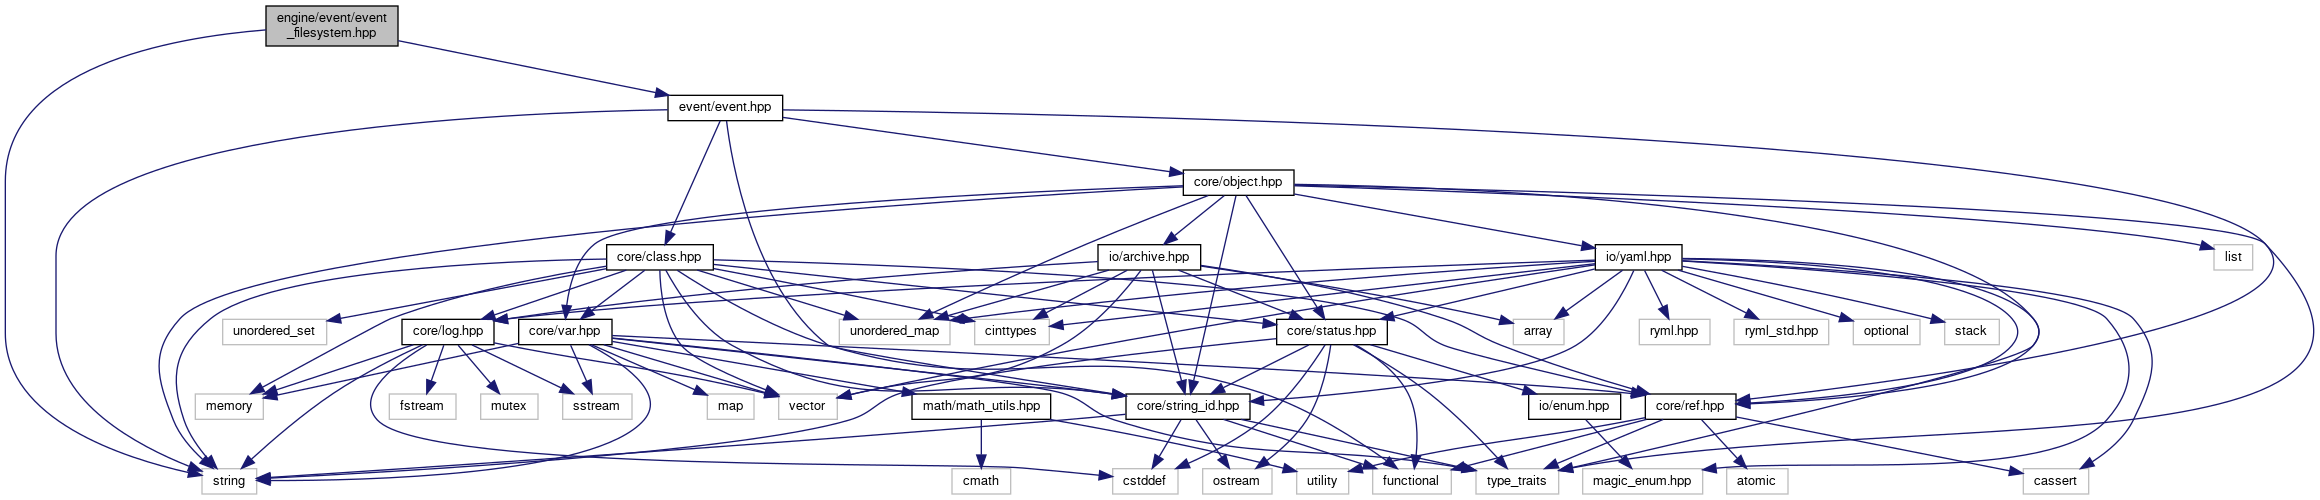 engine/event/event
_filesystem.hpp
event/event.hpp
core/object.hpp
core/class.hpp
io/archive.hpp
io/yaml.hpp
list
unordered_set
core/log.hpp
core/var.hpp
unordered_map
cinttypes
core/status.hpp
array
ryml.hpp
ryml_std.hpp
optional
stack
memory
fstream
mutex
sstream
map
vector
math/math_utils.hpp
core/string_id.hpp
io/enum.hpp
core/ref.hpp
string
cmath
cstddef
ostream
utility
functional
type_traits
magic_enum.hpp
atomic
cassert